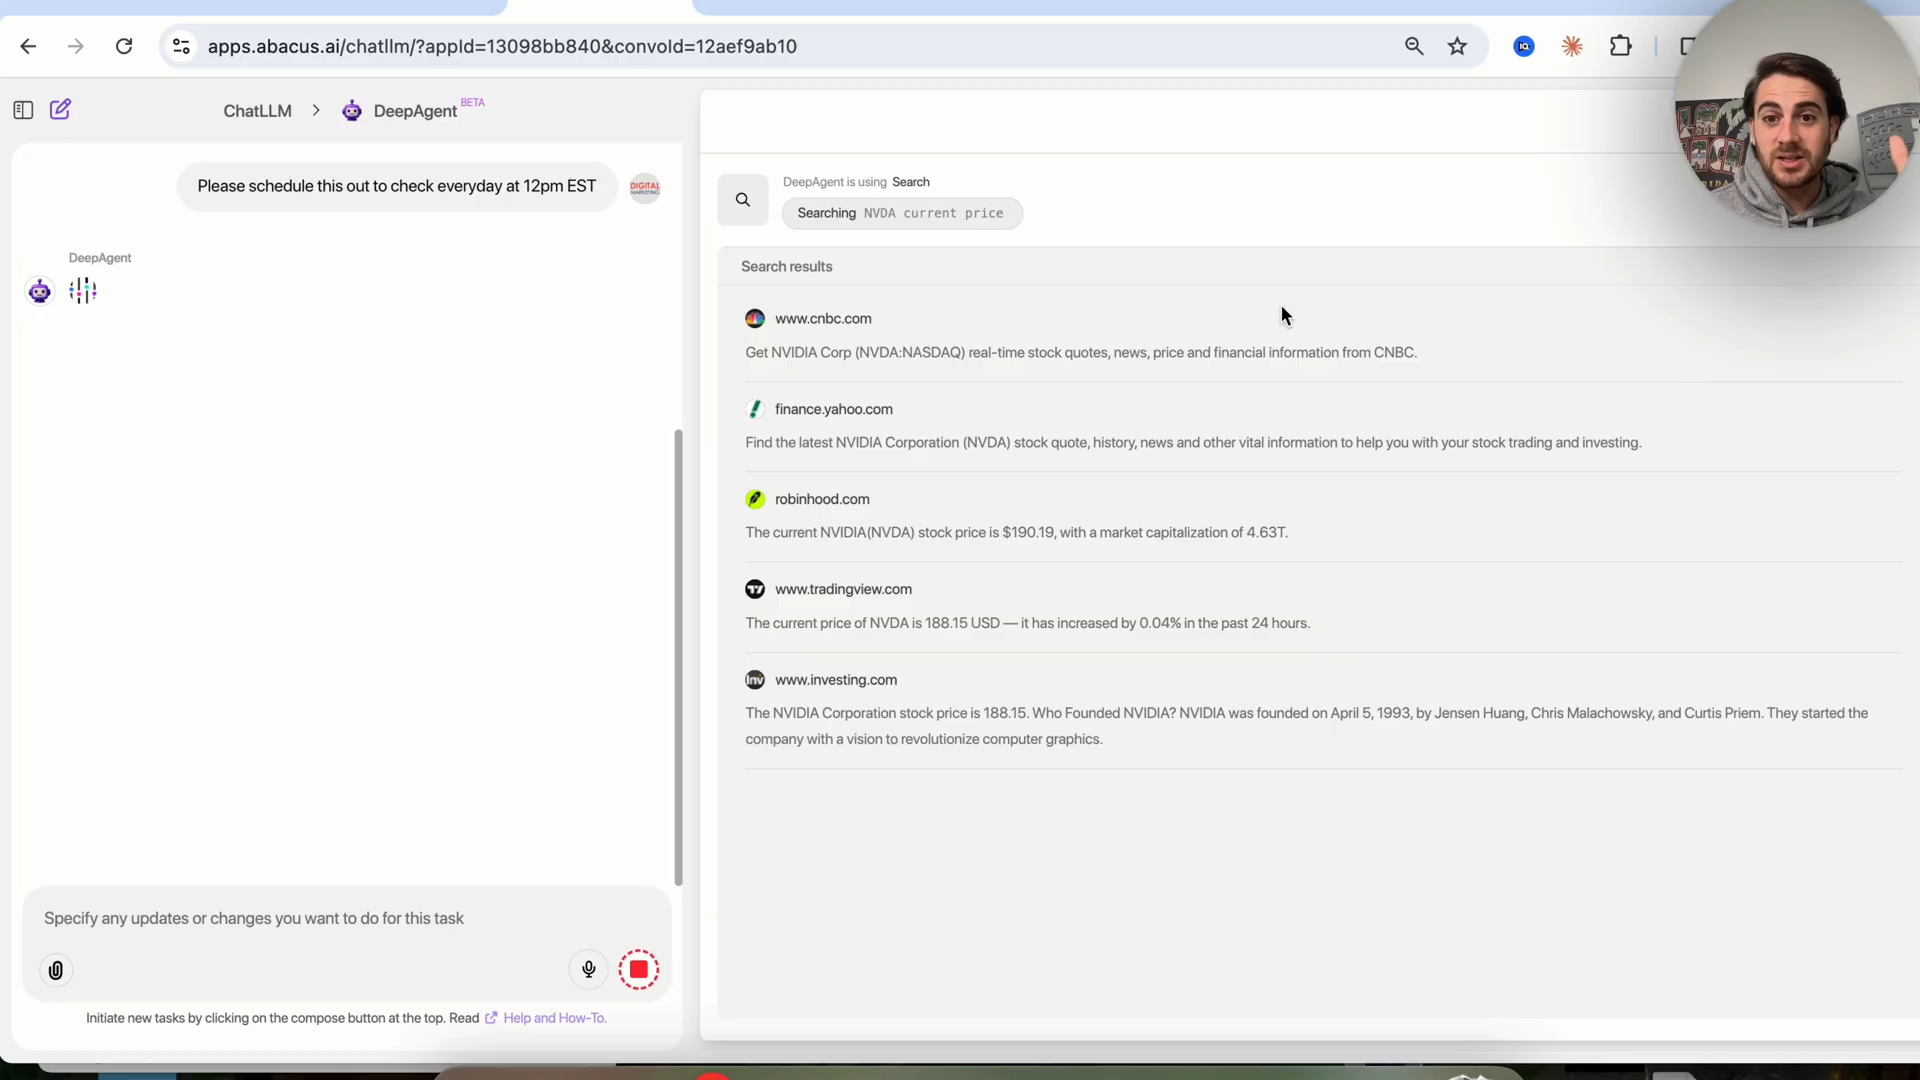 apps.abacus.ai/chatllm/?appId=13098bb840&convoId=12aef9ab10
ChatLLM > DeepAgent BETA
Please schedule this out to check everyday at 12pm EST
DIGITAL
MARKETING
DeepAgent
Specify any updates or changes you want to do for this task
Initiate new tasks by clicking on the compose button at the top. Read Help and How-To.
DeepAgent is using Search
Searching NVDA current price
Search results
www.cnbc.com
Get NVIDIA Corp (NVDA:NASDAQ) real-time stock quotes, news, price and financial information from CNBC.
finance.yahoo.com
Find the latest NVIDIA Corporation (NVDA) stock quote, history, news and other vital information to help you with your stock trading and investing.
robinhood.com
The current NVIDIA(NVDA) stock price is $190.19, with a market capitalization of 4.63T.
www.tradingview.com
The current price of NVDA is 188.15 USD — it has increased by 0.04% in the past 24 hours.
Inv www.investing.com
The NVIDIA Corporation stock price is 188.15. Who Founded NVIDIA? NVIDIA was founded on April 5, 1993, by Jensen Huang, Chris Malachowsky, and Curtis Priem. They started the
company with a vision to revolutionize computer graphics.